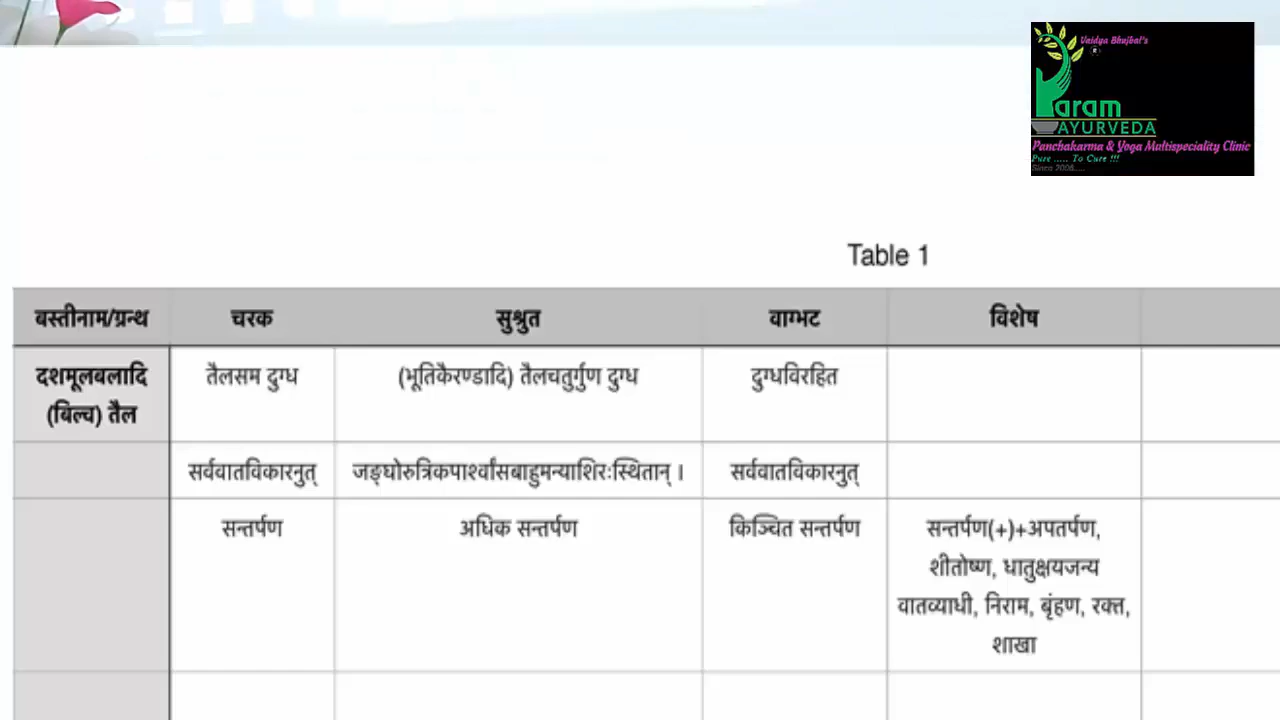 Vaidya Bhujbal's
Param
AYURVEDA
Panchakarma & Yoga Multispeciality Clinic
Pure ..... To Cure !!!
Since 2008....
Table 1
बस्तीनाम/ग्रन्थ चरक सुश्रुत वाग्भट विशेष
दशमूलबलादि तैलसम दुग्ध (भूतिकैरण्डादि) तैलचतुर्गुण दुग्ध दुग्धविरहित
(बिल्व) तैल
सर्ववातविकारनुत् जङ्घोरुत्रिकपार्श्वांसबाहुमन्याशिरःस्थितान् । सर्ववातविकारनुत्
सन्तर्पण अधिक सन्तर्पण किञ्चित सन्तर्पण सन्तर्पण(+)+अपतर्पण,
शीतोष्ण, धातुक्षयजन्य
वातव्याधी, निराम, बृंहण, रक्त,
शाखा